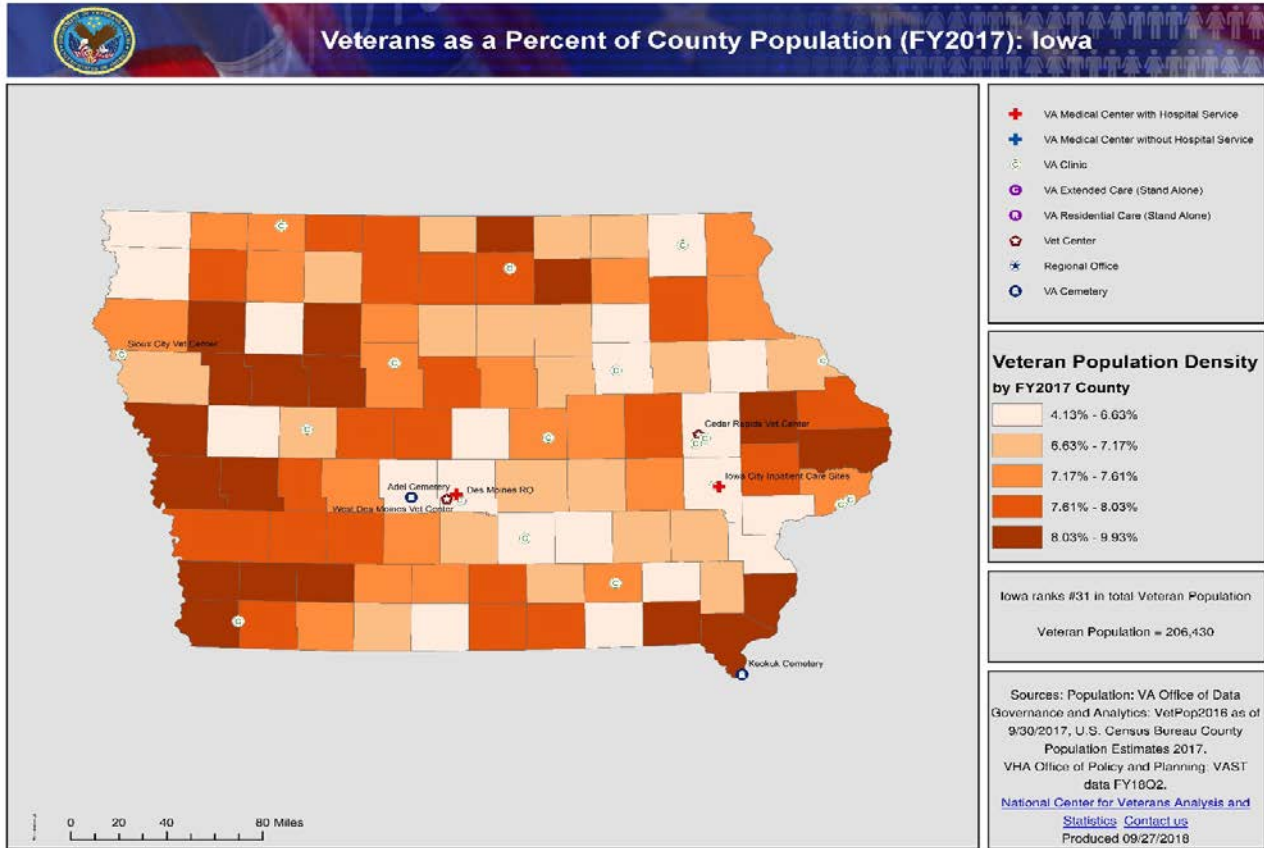 Veterans as a Percent of County Population (FY2017): Iowa
VA Medical Center with Hospital Service
VA Medical Center without Hospital Service
VA Clinic
VA Extended Care (Stand Alone)
VA Residential Care (Stand Alone)
Vet Center
Regional Office
VA Cemetery
Sioux City Vet Center
Cedar Rapids Vet Center
Adel Cemetery
Des Moines RO
Iowa City Inpatient Care Sites
West Des Moines Vet Center
Keokuk Cemetery
Veteran Population Density
by FY2017 County
4.13% - 6.63%
6.63% - 7.17%
7.17% - 7.61%
7.61% - 8.03%
8.03% - 9.93%
Iowa ranks #31 in total Veteran Population
Veteran Population = 206,430
Sources: Population: VA Office of Data
Governance and Analytics: VetPop2016 as of
9/30/2017, U.S. Census Bureau County
Population Estimates 2017.
VHA Office of Policy and Planning: VAST
data FY18Q2.
National Center for Veterans Analysis and
Statistics Contact us
Produced 09/27/2018
0 20 40 80 Miles